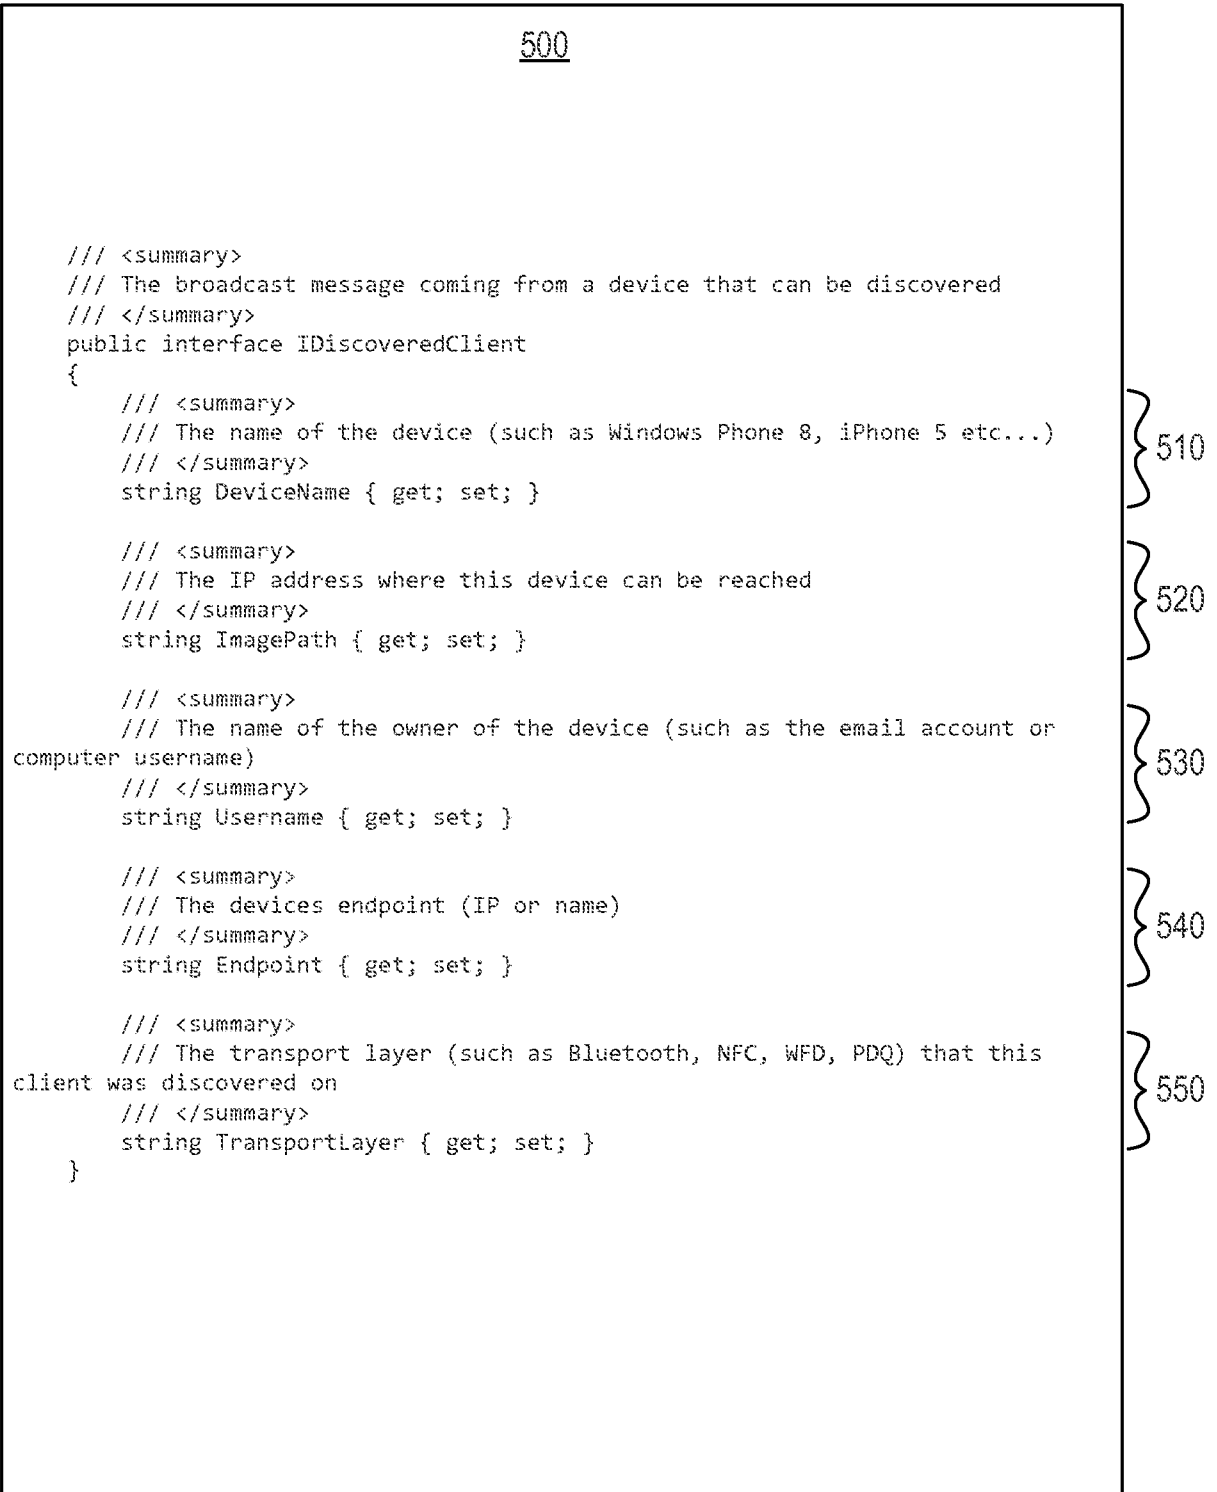 500
/// <summary>
/// The broadcast message coming from a device that can be discovered
/// </summary>
public interface IDiscoveredClient
{
/// <summary>
/// The name of the device (such as Windows Phone 8, iPhone 5 etc...)
/// </summary>
string DeviceName { get; set; }
510
/// <summary>
/// The IP address where this device can be reached
/// </summary>
string ImagePath { get; set; }
520
/// <summary>
/// The name of the owner of the device (such as the email account or
computer username)
/// </summary>
string Username { get; set; }
530
/// <summary>
/// The devices endpoint (IP or name)
/// </summary>
string Endpoint { get; set; }
540
/// <summary>
/// The transport layer (such as Bluetooth, NFC, WFD, PDQ) that this
client was discovered on
/// </summary>
string TransportLayer { get; set; }
550
}